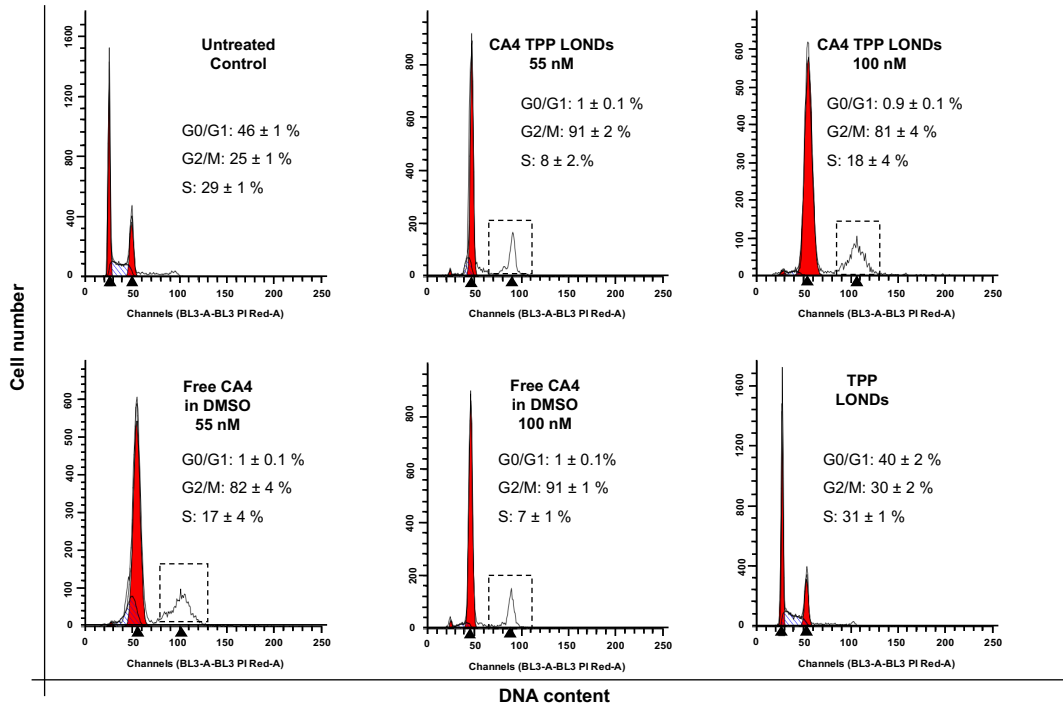 Cell number
Untreated
Control
G0/G1: 46 ± 1 %
G2/M: 25 ± 1 %
S: 29 ± 1 %
0 400 800 1200 1600
0 50 100 150 200 250
Channels (BL3-A-BL3 PI Red-A)
CA4 TPP LONDs
55 nM
G0/G1: 1 ± 0.1 %
G2/M: 91 ± 2 %
S: 8 ± 2.%
0 200 400 600 800
0 50 100 150 200 250
Channels (BL3-A-BL3 PI Red-A)
CA4 TPP LONDs
100 nM
G0/G1: 0.9 ± 0.1 %
G2/M: 81 ± 4 %
S: 18 ± 4 %
0 100 200 300 400 500 600
0 50 100 150 200 250
Channels (BL3-A-BL3 PI Red-A)
Free CA4
in DMSO
55 nM
G0/G1: 1 ± 0.1 %
G2/M: 82 ± 4 %
S: 17 ± 4 %
0 100 200 300 400 500 600
0 50 100 150 200 250
Channels (BL3-A-BL3 PI Red-A)
Free CA4
in DMSO
100 nM
G0/G1: 1 ± 0.1%
G2/M: 91 ± 1 %
S: 7 ± 1 %
0 200 400 600 800
0 50 100 150 200 250
Channels (BL3-A-BL3 PI Red-A)
TPP
LONDs
G0/G1: 40 ± 2 %
G2/M: 30 ± 2 %
S: 31 ± 1 %
0 400 800 1200 1600
0 50 100 150 200 250
Channels (BL3-A-BL3 PI Red-A)
DNA content